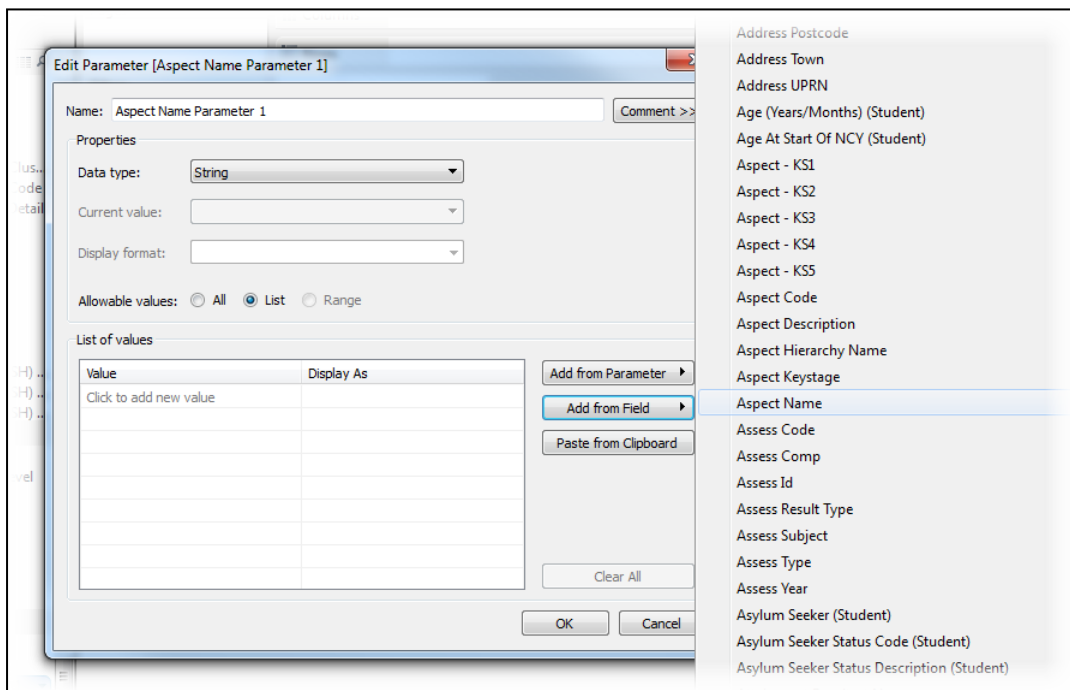 Edit Parameter [Aspect Name Parameter 1]
Name: Aspect Name Parameter 1 Comment >>
Properties
Data type: String
Current value:
Display format:
Allowable values: All List Range
List of values
Value Display As
Click to add new value
Add from Parameter
Add from Field
Paste from Clipboard
Clear All
OK Cancel
lus..
ode
etail
H) ..
H) ..
H) ..
vel
Address Postcode
Address Town
Address UPRN
Age (Years/Months) (Student)
Age At Start Of NCY (Student)
Aspect - KS1
Aspect - KS2
Aspect - KS3
Aspect - KS4
Aspect - KS5
Aspect Code
Aspect Description
Aspect Hierarchy Name
Aspect Keystage
Aspect Name
Assess Code
Assess Comp
Assess Id
Assess Result Type
Assess Subject
Assess Type
Assess Year
Asylum Seeker (Student)
Asylum Seeker Status Code (Student)
Asylum Seeker Status Description (Student)